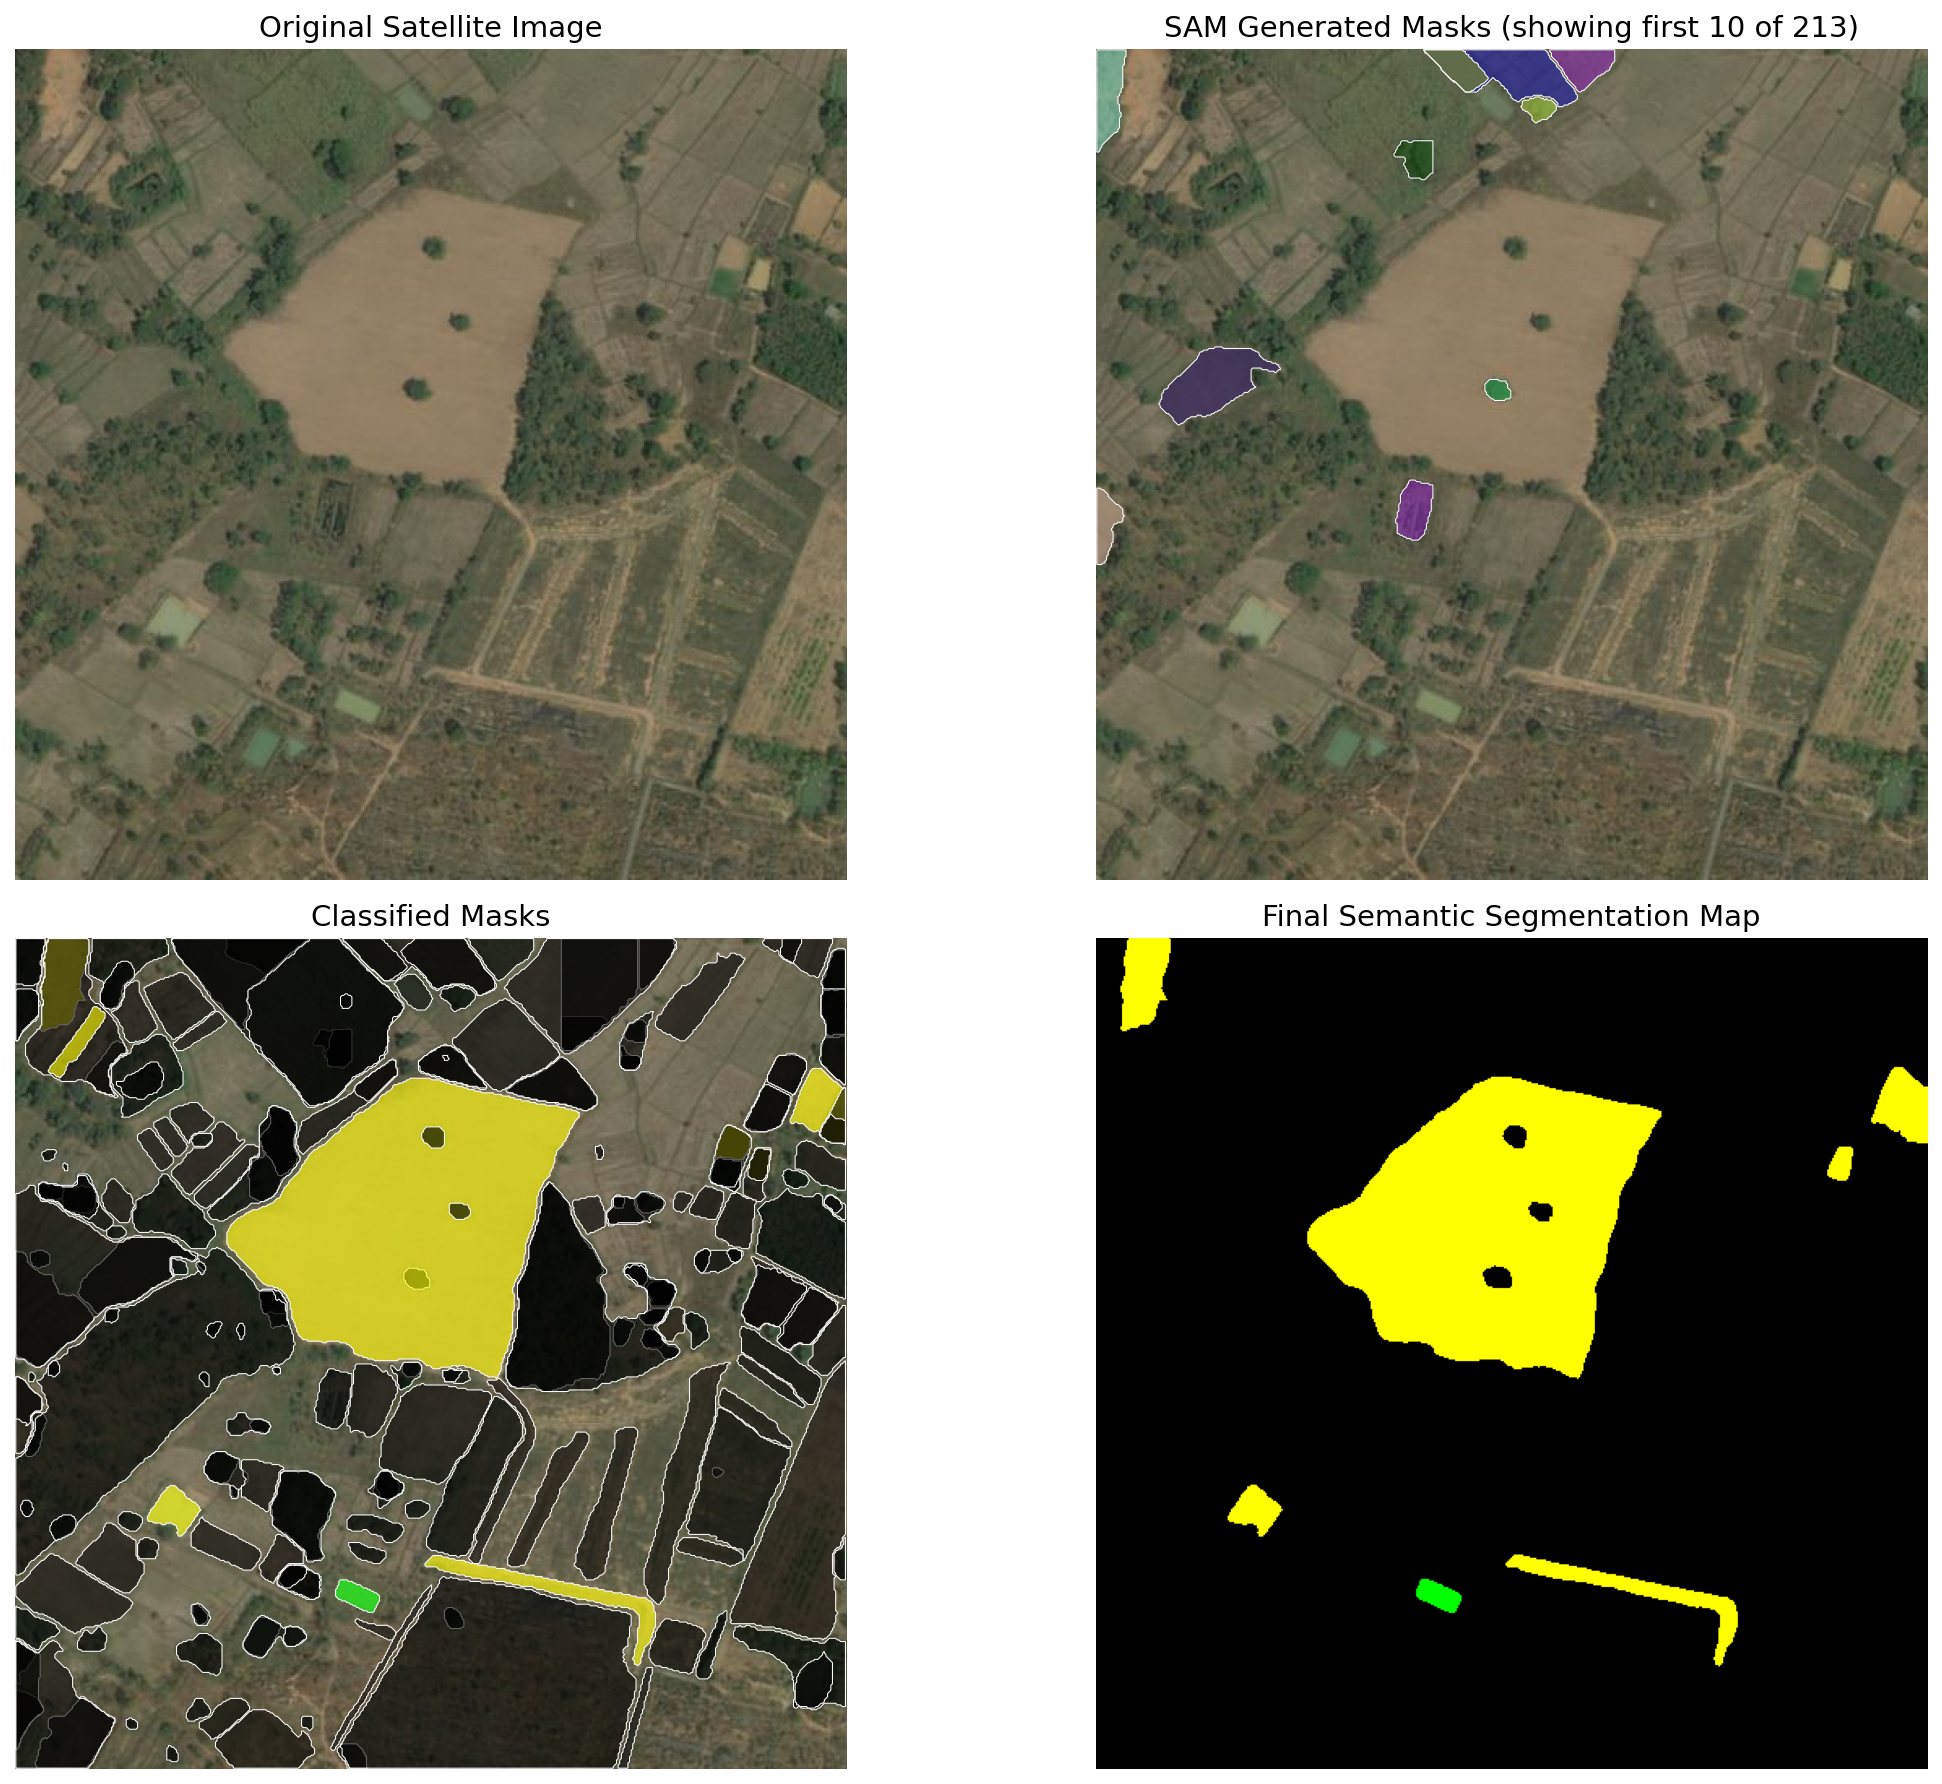 Original Satellite Image
SAM Generated Masks (showing first 10 of 213)
Classified Masks
Final Semantic Segmentation Map